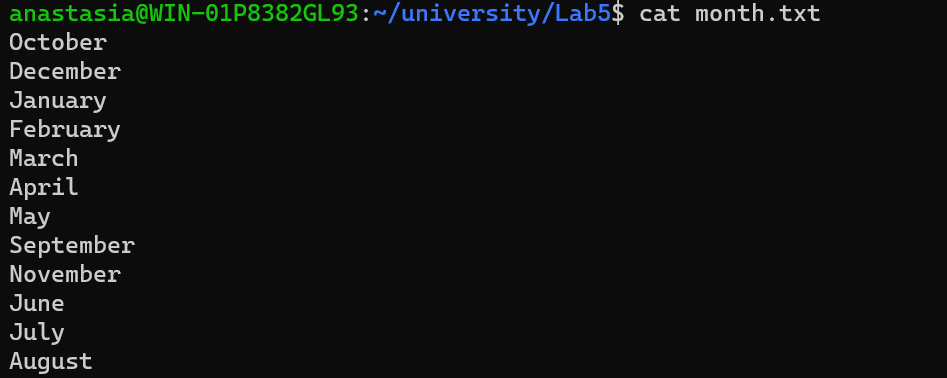 anastasia@WIN-01P8382GL93:~/university/Lab5$ cat month.txt
October
December
January
February
March
April
May
September
November
June
July
August